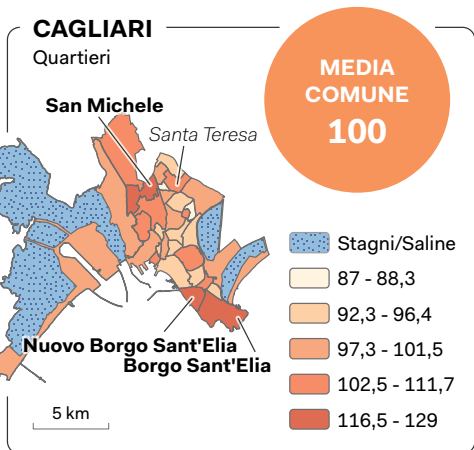 CAGLIARI
Quartieri
MEDIA
COMUNE
100
San Michele
Santa Teresa
Stagni/Saline
87 - 88,3
92,3 - 96,4
97,3 - 101,5
102,5 - 111,7
116,5 - 129
Nuovo Borgo Sant'Elia
Borgo Sant'Elia
5 km